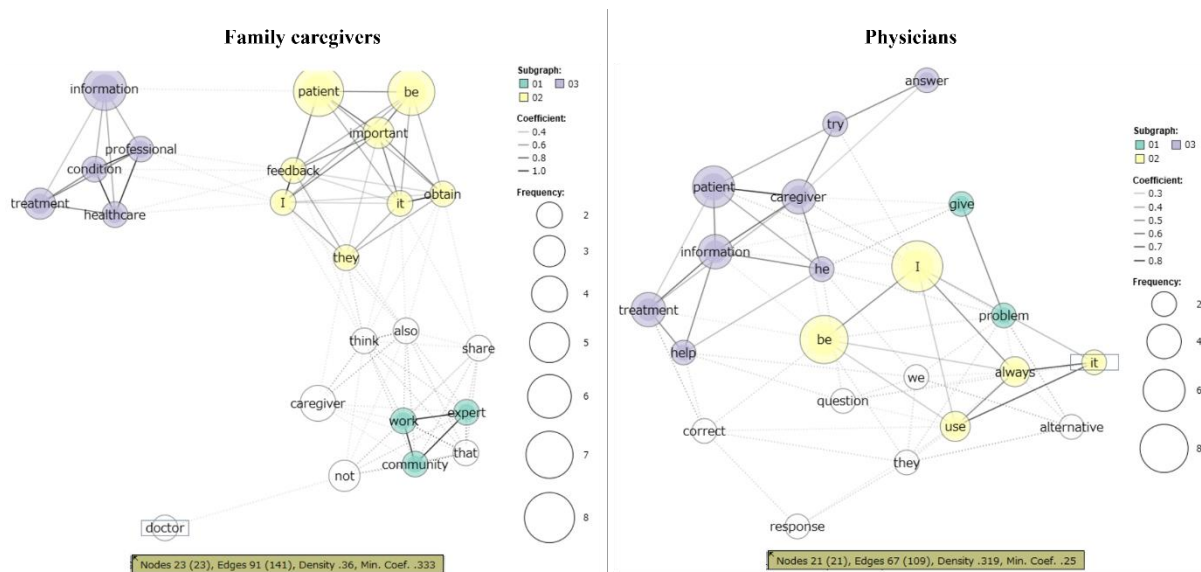 Family caregivers
information
patient
be
important
professional
condition
feedback
treatment
healthcare
I
it
obtain
they
think
also
share
caregiver
work
expert
that
community
not
doctor
Subgraph:
01 03
02
Coefficient:
0.4
0.6
0.8
1.0
Frequency:
2
3
4
5
6
7
8
Nodes 23 (23), Edges 91 (141), Density .36, Min. Coef. .333
Physicians
answer
try
patient
caregiver
give
information
he
I
treatment
problem
help
be
we
always
it
question
correct
use
alternative
they
response
Subgraph:
01 03
02
Coefficient:
0.3
0.4
0.5
0.6
0.7
0.8
Frequency:
2
4
6
8
Nodes 21 (21), Edges 67 (109), Density .319, Min. Coef. .25